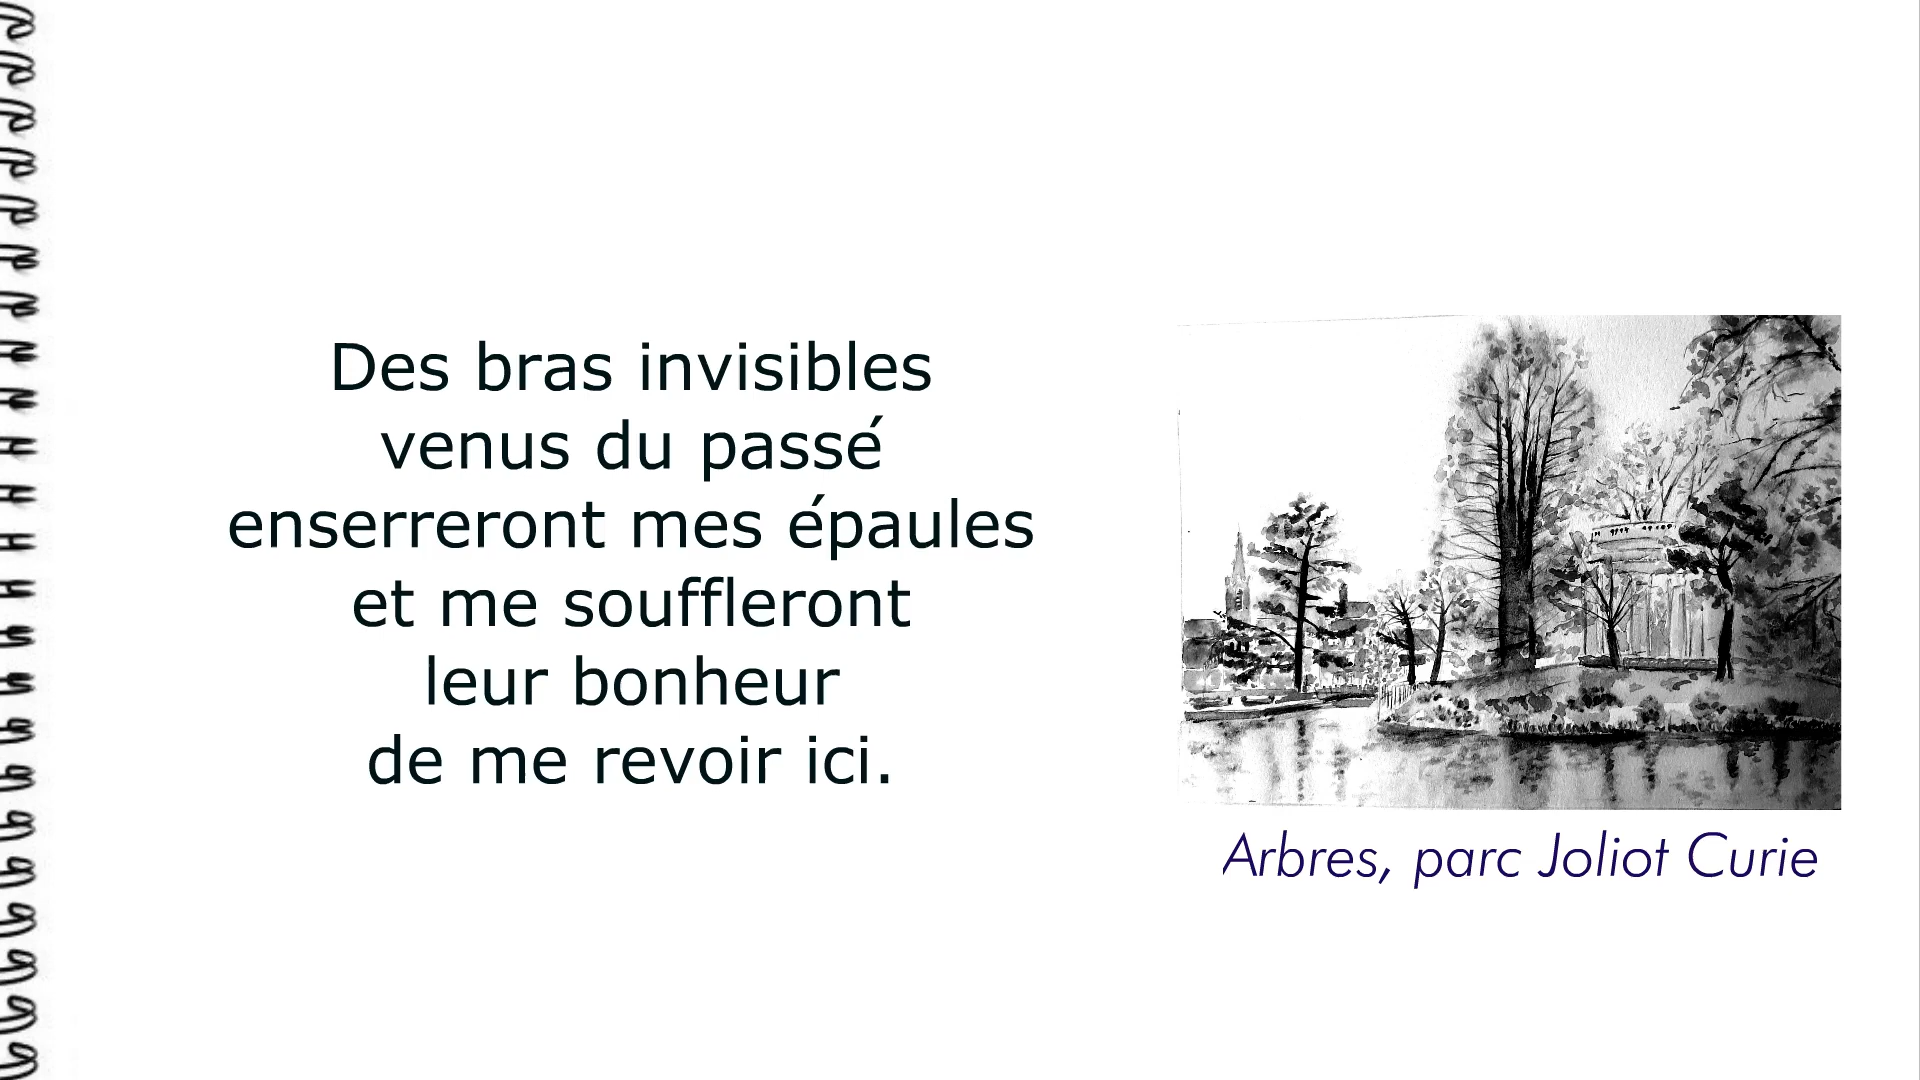 Des bras invisibles
venus du passé
enserreront mes épaules
et me souffleront
leur bonheur
de me revoir ici.
Arbres, parc Joliot Curie